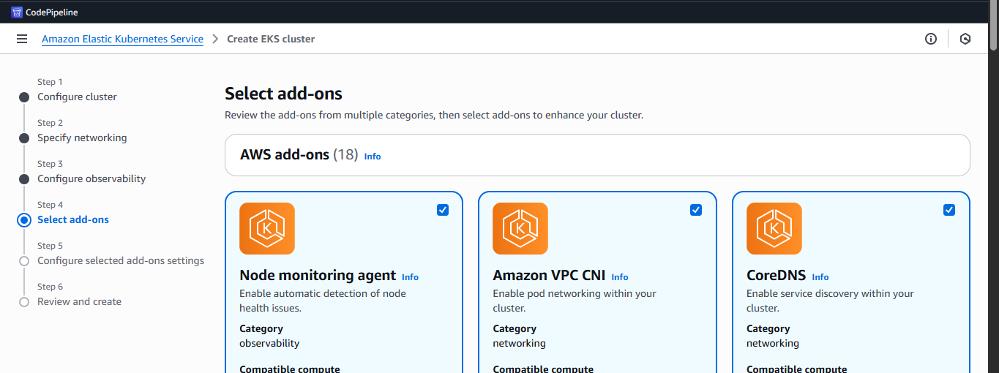 CodePipeline
Amazon Elastic Kubernetes Service > Create EKS cluster
Step 1
Configure cluster
Step 2
Specify networking
Step 3
Configure observability
Step 4
Select add-ons
Step 5
Configure selected add-ons settings
Step 6
Review and create
Select add-ons
Review the add-ons from multiple categories, then select add-ons to enhance your cluster.
AWS add-ons (18) Info
Node monitoring agent Info
Enable automatic detection of node
health issues.
Category
observability
Compatible compute
Amazon VPC CNI Info
Enable pod networking within your
cluster.
Category
networking
Compatible compute
CoreDNS Info
Enable service discovery within your
cluster.
Category
networking
Compatible compute